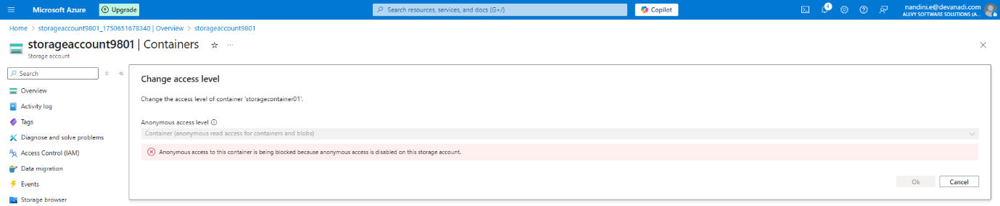 Microsoft Azure
Upgrade
Search resources, services, and docs (G+/)
Copilot
4
nandini.e@devanadi.com
ALLVY SOFTWARE SOLUTIONS (A...
Home > storageaccount9801_1750651678340 | Overview > storageaccount9801
storageaccount9801 | Containers ☆ ...
Storage account
Search
Overview
Activity log
Tags
Diagnose and solve problems
Access Control (IAM)
Data migration
Events
Storage browser
Change access level
Change the access level of container 'storagecontainer01'.
Anonymous access level
Container (anonymous read access for containers and blobs)
Anonymous access to this container is being blocked because anonymous access is disabled on this storage account.
Ok
Cancel